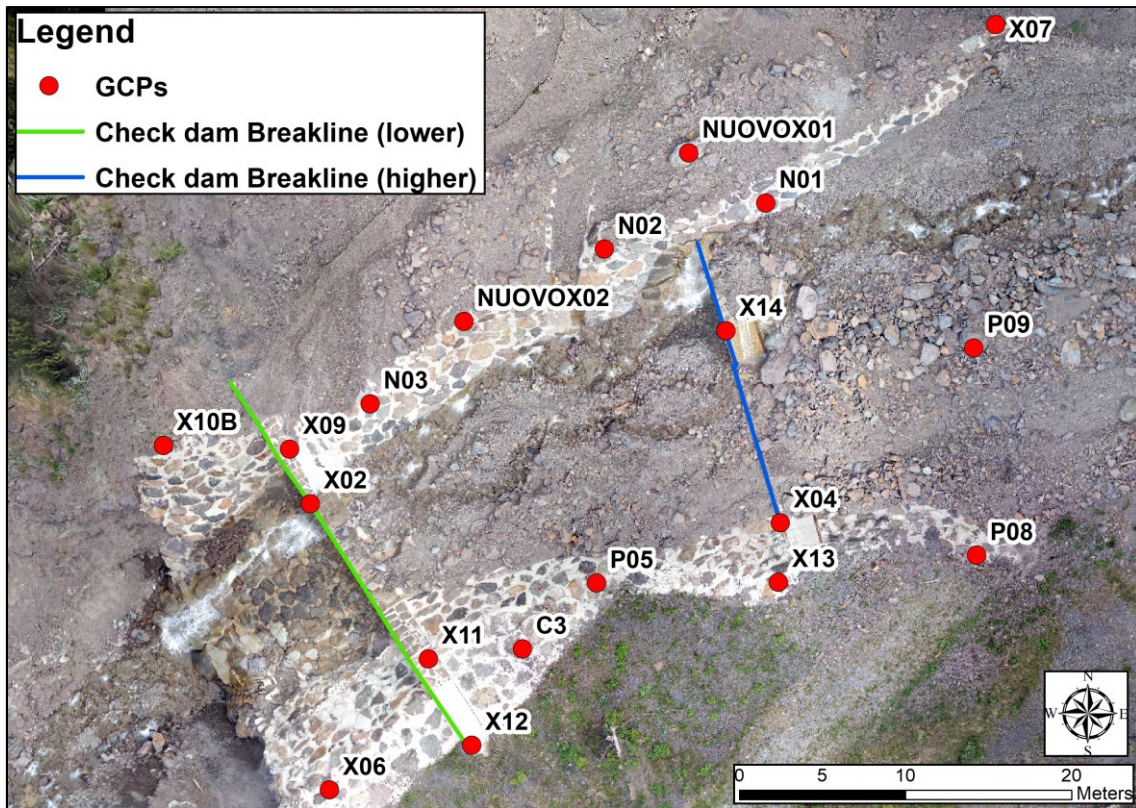 Legend
GCPs
Check dam Breakline (lower)
Check dam Breakline (higher)
X07
NUOVOX01
N01
N02
NUOVOX02
X14
P09
N03
X10B
X09
X02
X04
P08
P05
X13
C3
X11
X12
X06
N
W E
S
0 5 10 20
Meters